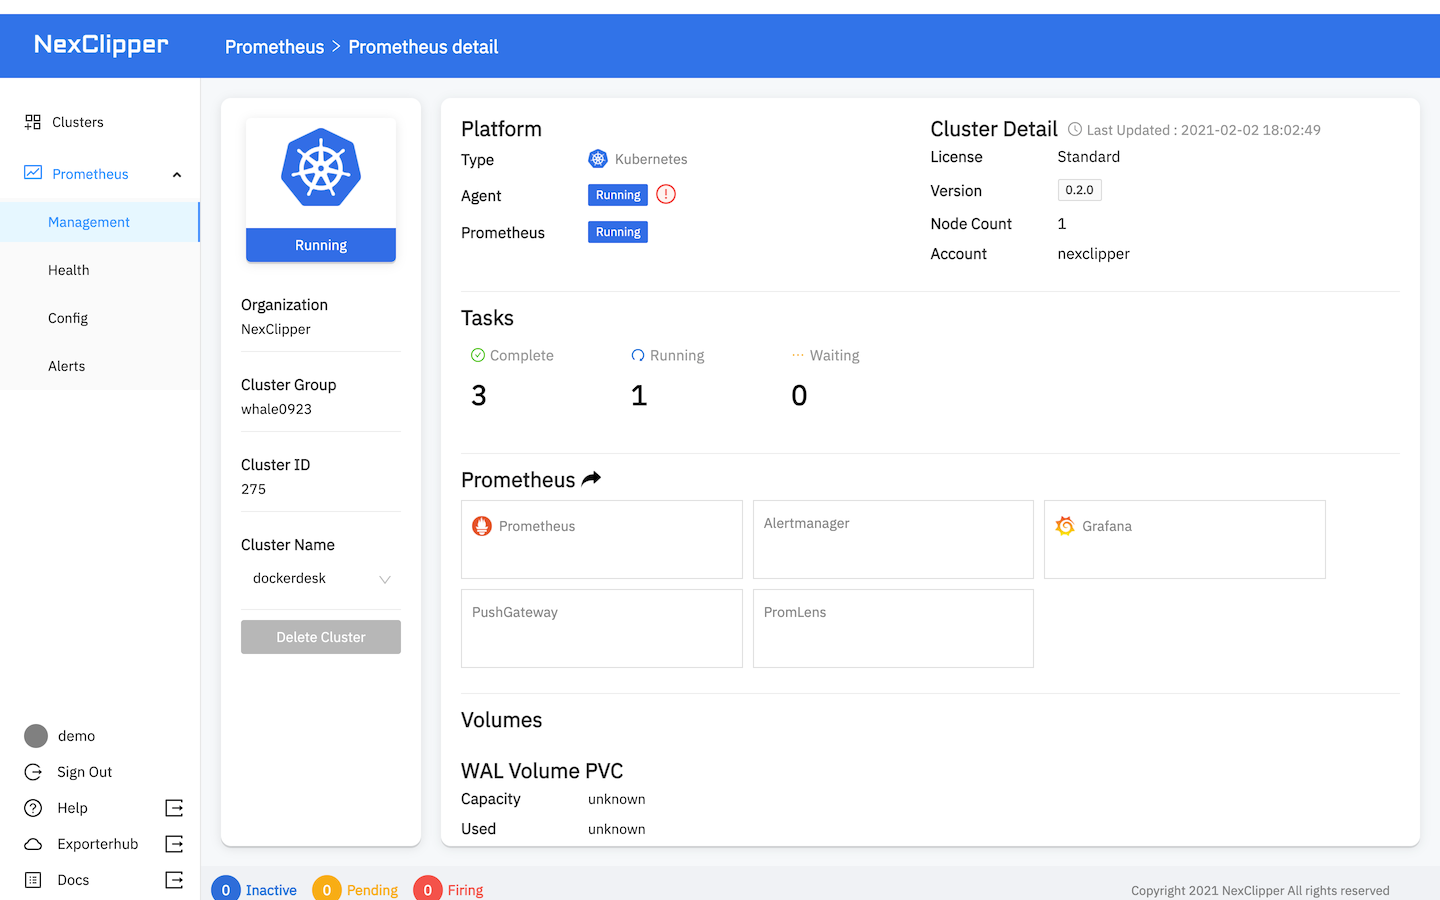 NexClipper
Prometheus > Prometheus detail
Clusters
Prometheus
Management
Health
Config
Alerts
demo
Sign Out
Help
Exporterhub
Docs
Running
Organization
NexClipper
Cluster Group
whale0923
Cluster ID
275
Cluster Name
dockerdesk
Delete Cluster
Platform
Type Kubernetes
Agent Running
Prometheus Running
Cluster Detail Last Updated : 2021-02-02 18:02:49
License Standard
Version 0.2.0
Node Count 1
Account nexclipper
Tasks
Complete Running Waiting
3 1 0
Prometheus
Prometheus Alertmanager Grafana
PushGateway PromLens
Volumes
WAL Volume PVC
Capacity unknown
Used unknown
0 Inactive 0 Pending 0 Firing
Copyright 2021 NexClipper All rights reserved